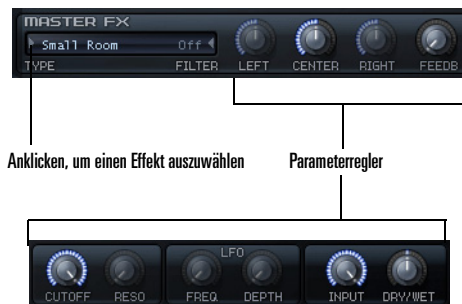 MASTER FX
Small Room Off
TYPE FILTER LEFT CENTER RIGHT FEEDB
Anklicken, um einen Effekt auszuwählen Parameterregler
LFO
CUTOFF RESO FREQ DEPTH INPUT DRY/WET